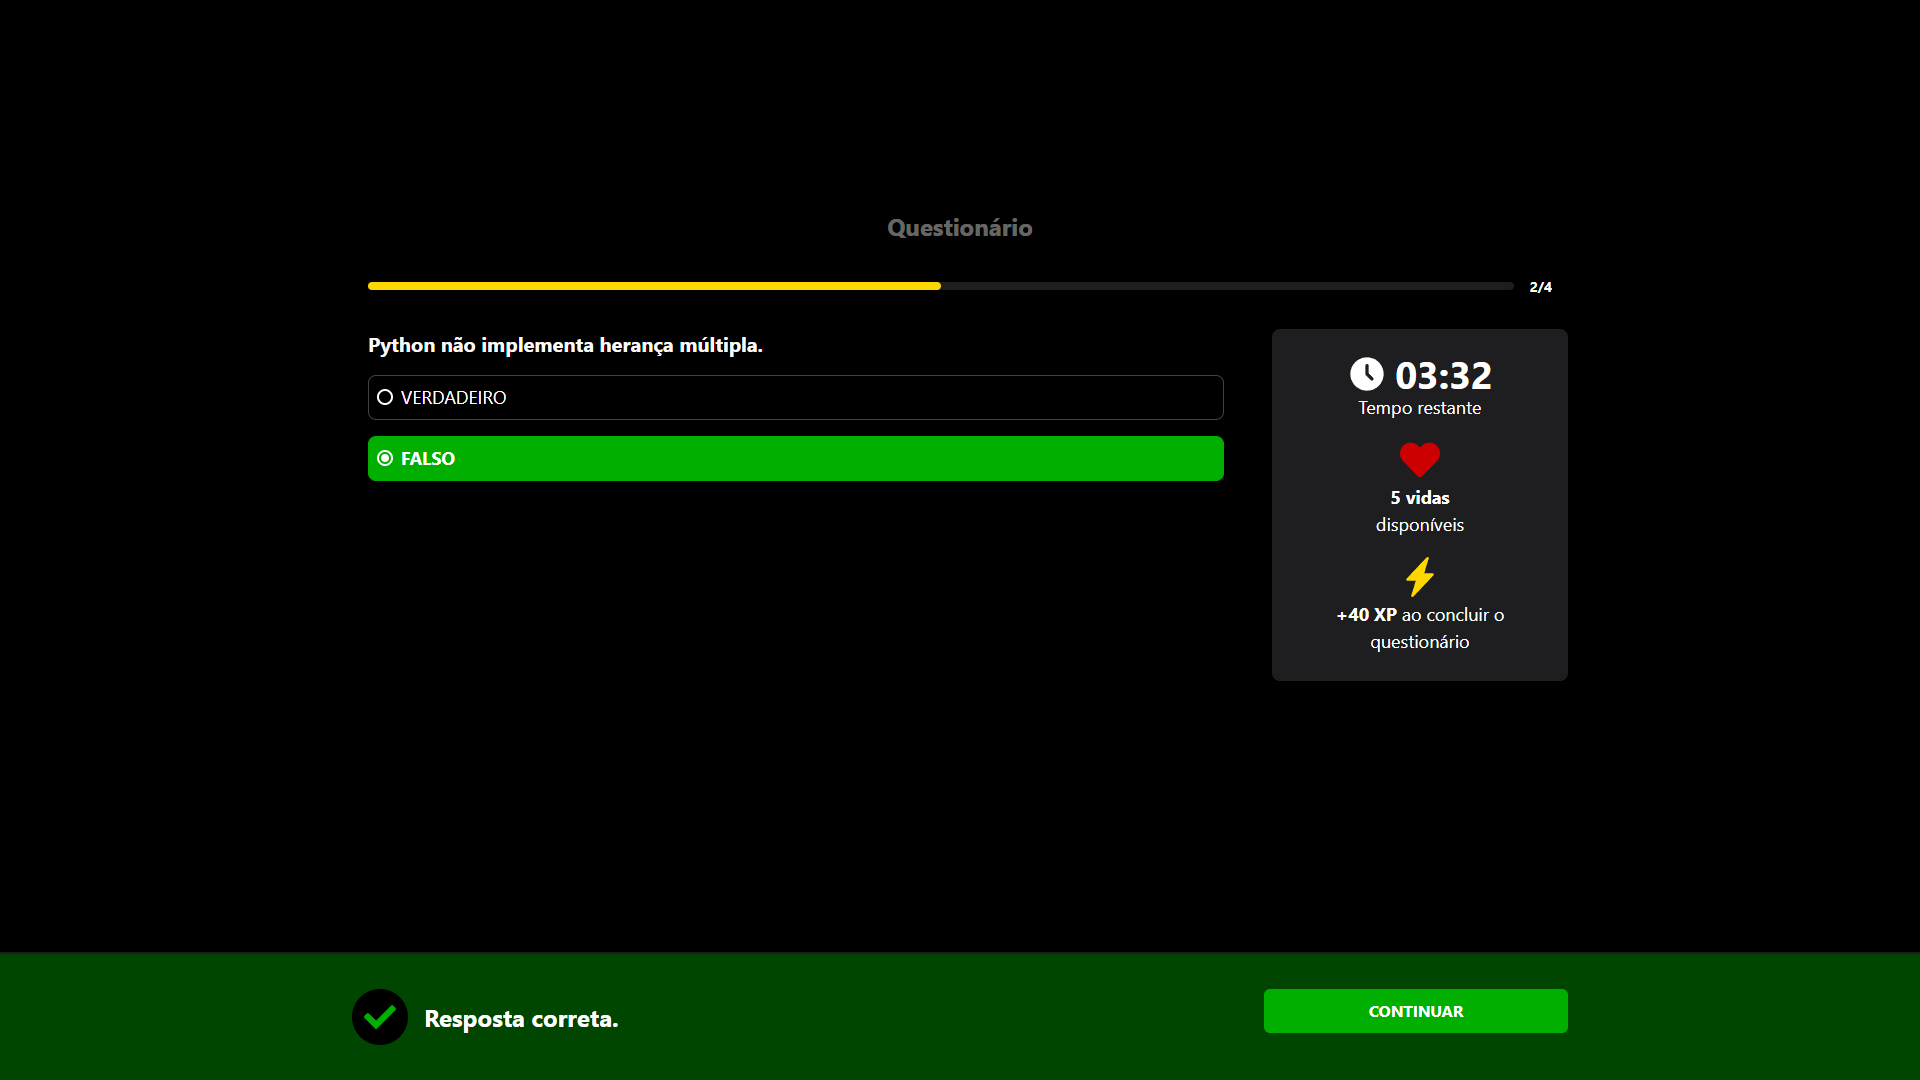 Questionário
2/4
Python não implementa herança múltipla.
VERDADEIRO
FALSO
03:32
Tempo restante
5 vidas
disponíveis
+40 XP ao concluir o
questionário
Resposta correta.
CONTINUAR